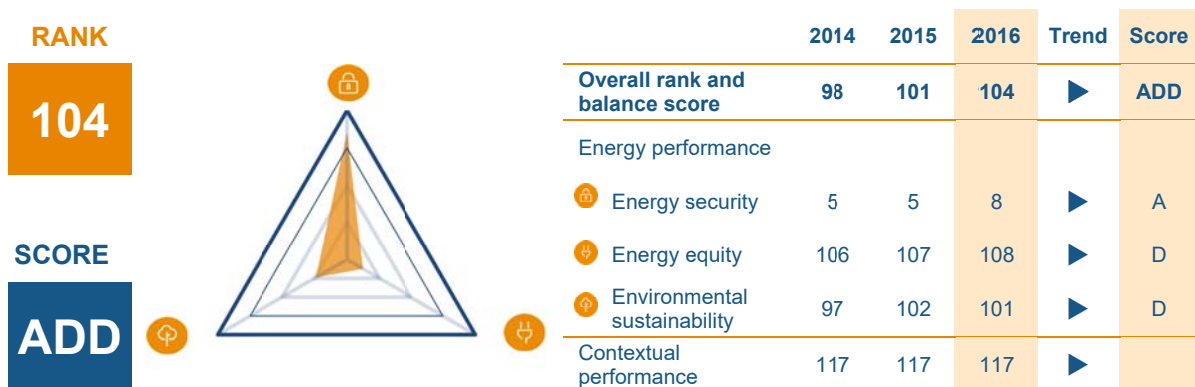 RANK
104
SCORE
ADD
2014 2015 2016 Trend Score
Overall rank and
balance score 98 101 104 ADD
Energy performance
Energy security 5 5 8 A
Energy equity 106 107 108 D
Environmental
sustainability 97 102 101 D
Contextual
performance 117 117 117